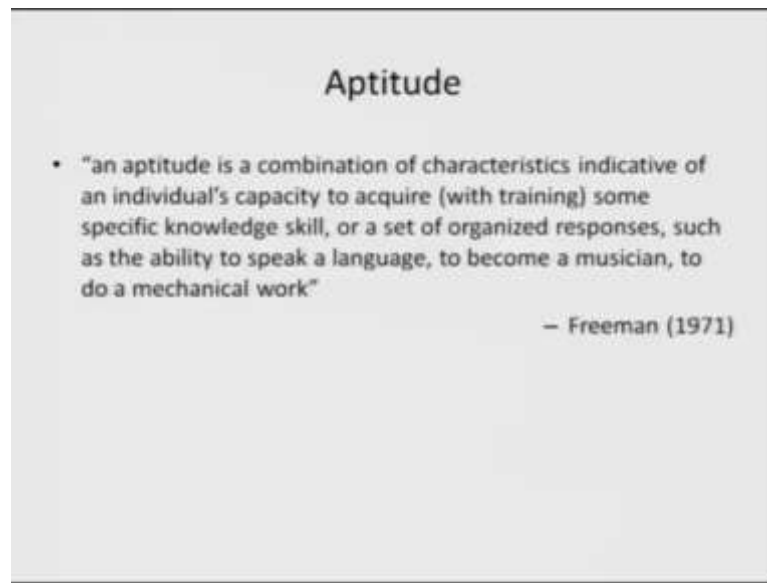 Aptitude
• "an aptitude is a combination of characteristics indicative of
an individual's capacity to acquire (with training) some
specific knowledge skill, or a set of organized responses, such
as the ability to speak a language, to become a musician, to
do a mechanical work"
– Freeman (1971)